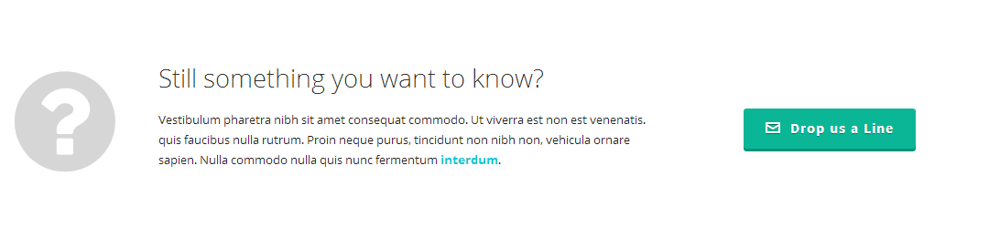 Still something you want to know?
Vestibulum pharetra nibh sit amet consequat commodo. Ut viverra est non est venenatis.
quis faucibus nulla rutrum. Proin neque purus, tincidunt non nibh non, vehicula ornare
sapien. Nulla commodo nulla quis nunc fermentum interdum.
Drop us a Line